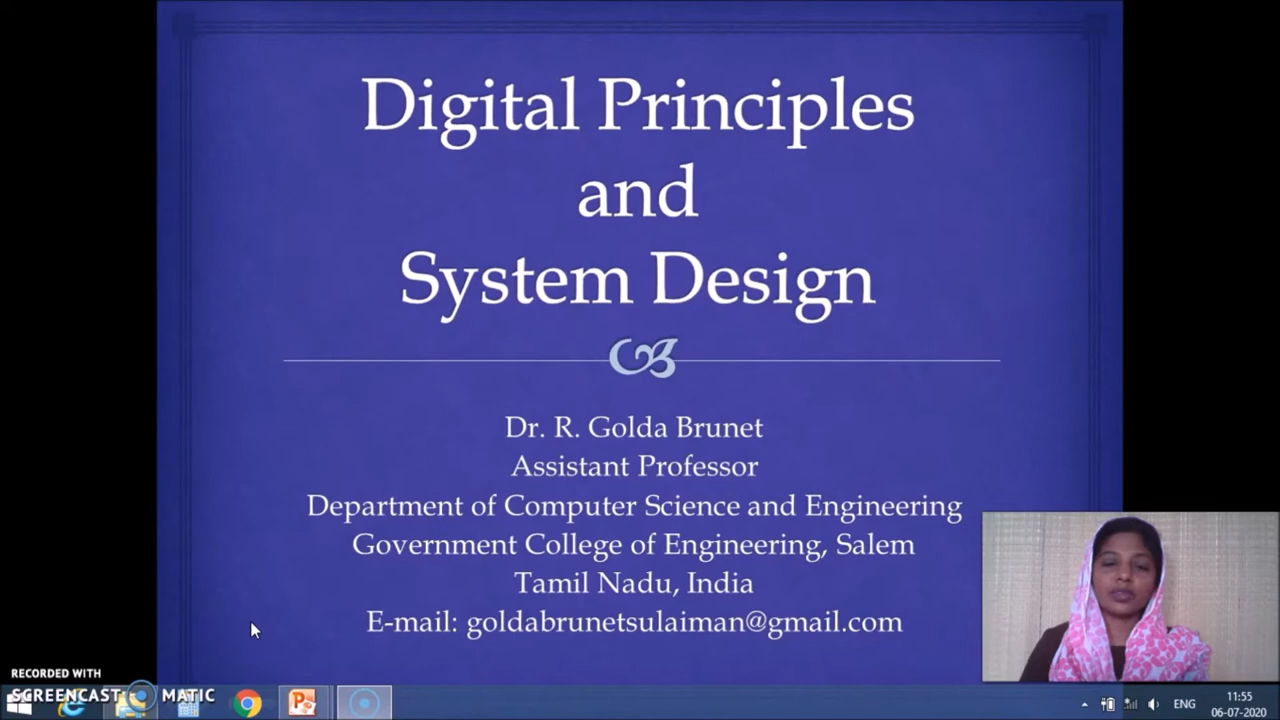 Digital Principles
and
System Design
Dr. R. Golda Brunet
Assistant Professor
Department of Computer Science and Engineering
Government College of Engineering, Salem
Tamil Nadu, India
E-mail: goldabrunetsulaiman@gmail.com
RECORDED WITH
SCREENCAST MATIC
ENG
11:55
06-07-2020